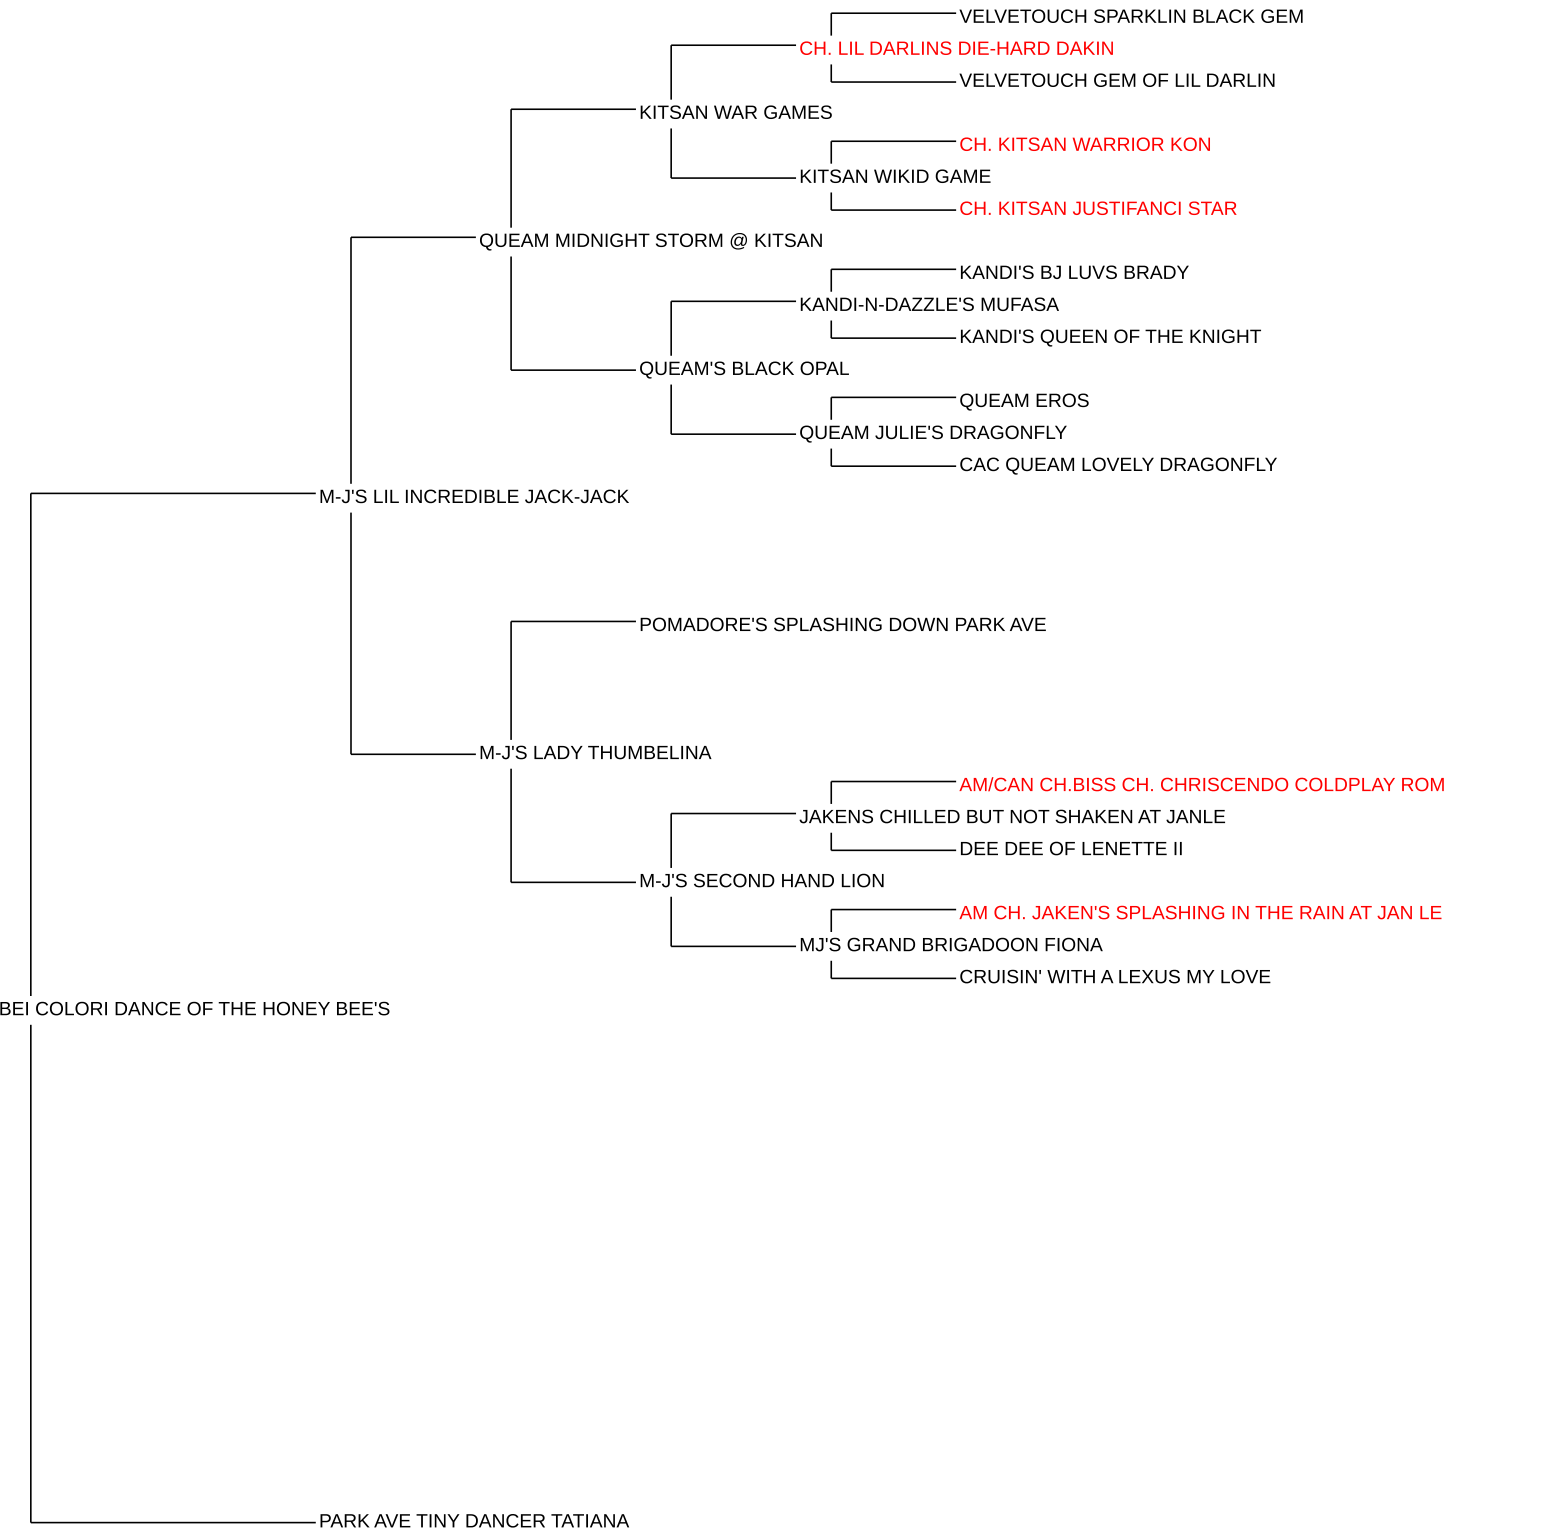 VELVETOUCH SPARKLIN BLACK GEM
CH. LIL DARLINS DIE-HARD DAKIN
VELVETOUCH GEM OF LIL DARLIN
KITSAN WAR GAMES
CH. KITSAN WARRIOR KON
KITSAN WIKID GAME
CH. KITSAN JUSTIFANCI STAR
QUEAM MIDNIGHT STORM @ KITSAN
KANDI'S BJ LUVS BRADY
KANDI-N-DAZZLE'S MUFASA
KANDI'S QUEEN OF THE KNIGHT
QUEAM'S BLACK OPAL
QUEAM EROS
QUEAM JULIE'S DRAGONFLY
CAC QUEAM LOVELY DRAGONFLY
M-J'S LIL INCREDIBLE JACK-JACK
POMADORE'S SPLASHING DOWN PARK AVE
M-J'S LADY THUMBELINA
AM/CAN CH.BISS CH. CHRISCENDO COLDPLAY ROM
JAKENS CHILLED BUT NOT SHAKEN AT JANLE
DEE DEE OF LENETTE II
M-J'S SECOND HAND LION
AM CH. JAKEN'S SPLASHING IN THE RAIN AT JAN LE
MJ'S GRAND BRIGADOON FIONA
CRUISIN' WITH A LEXUS MY LOVE
BEI COLORI DANCE OF THE HONEY BEE'S
PARK AVE TINY DANCER TATIANA